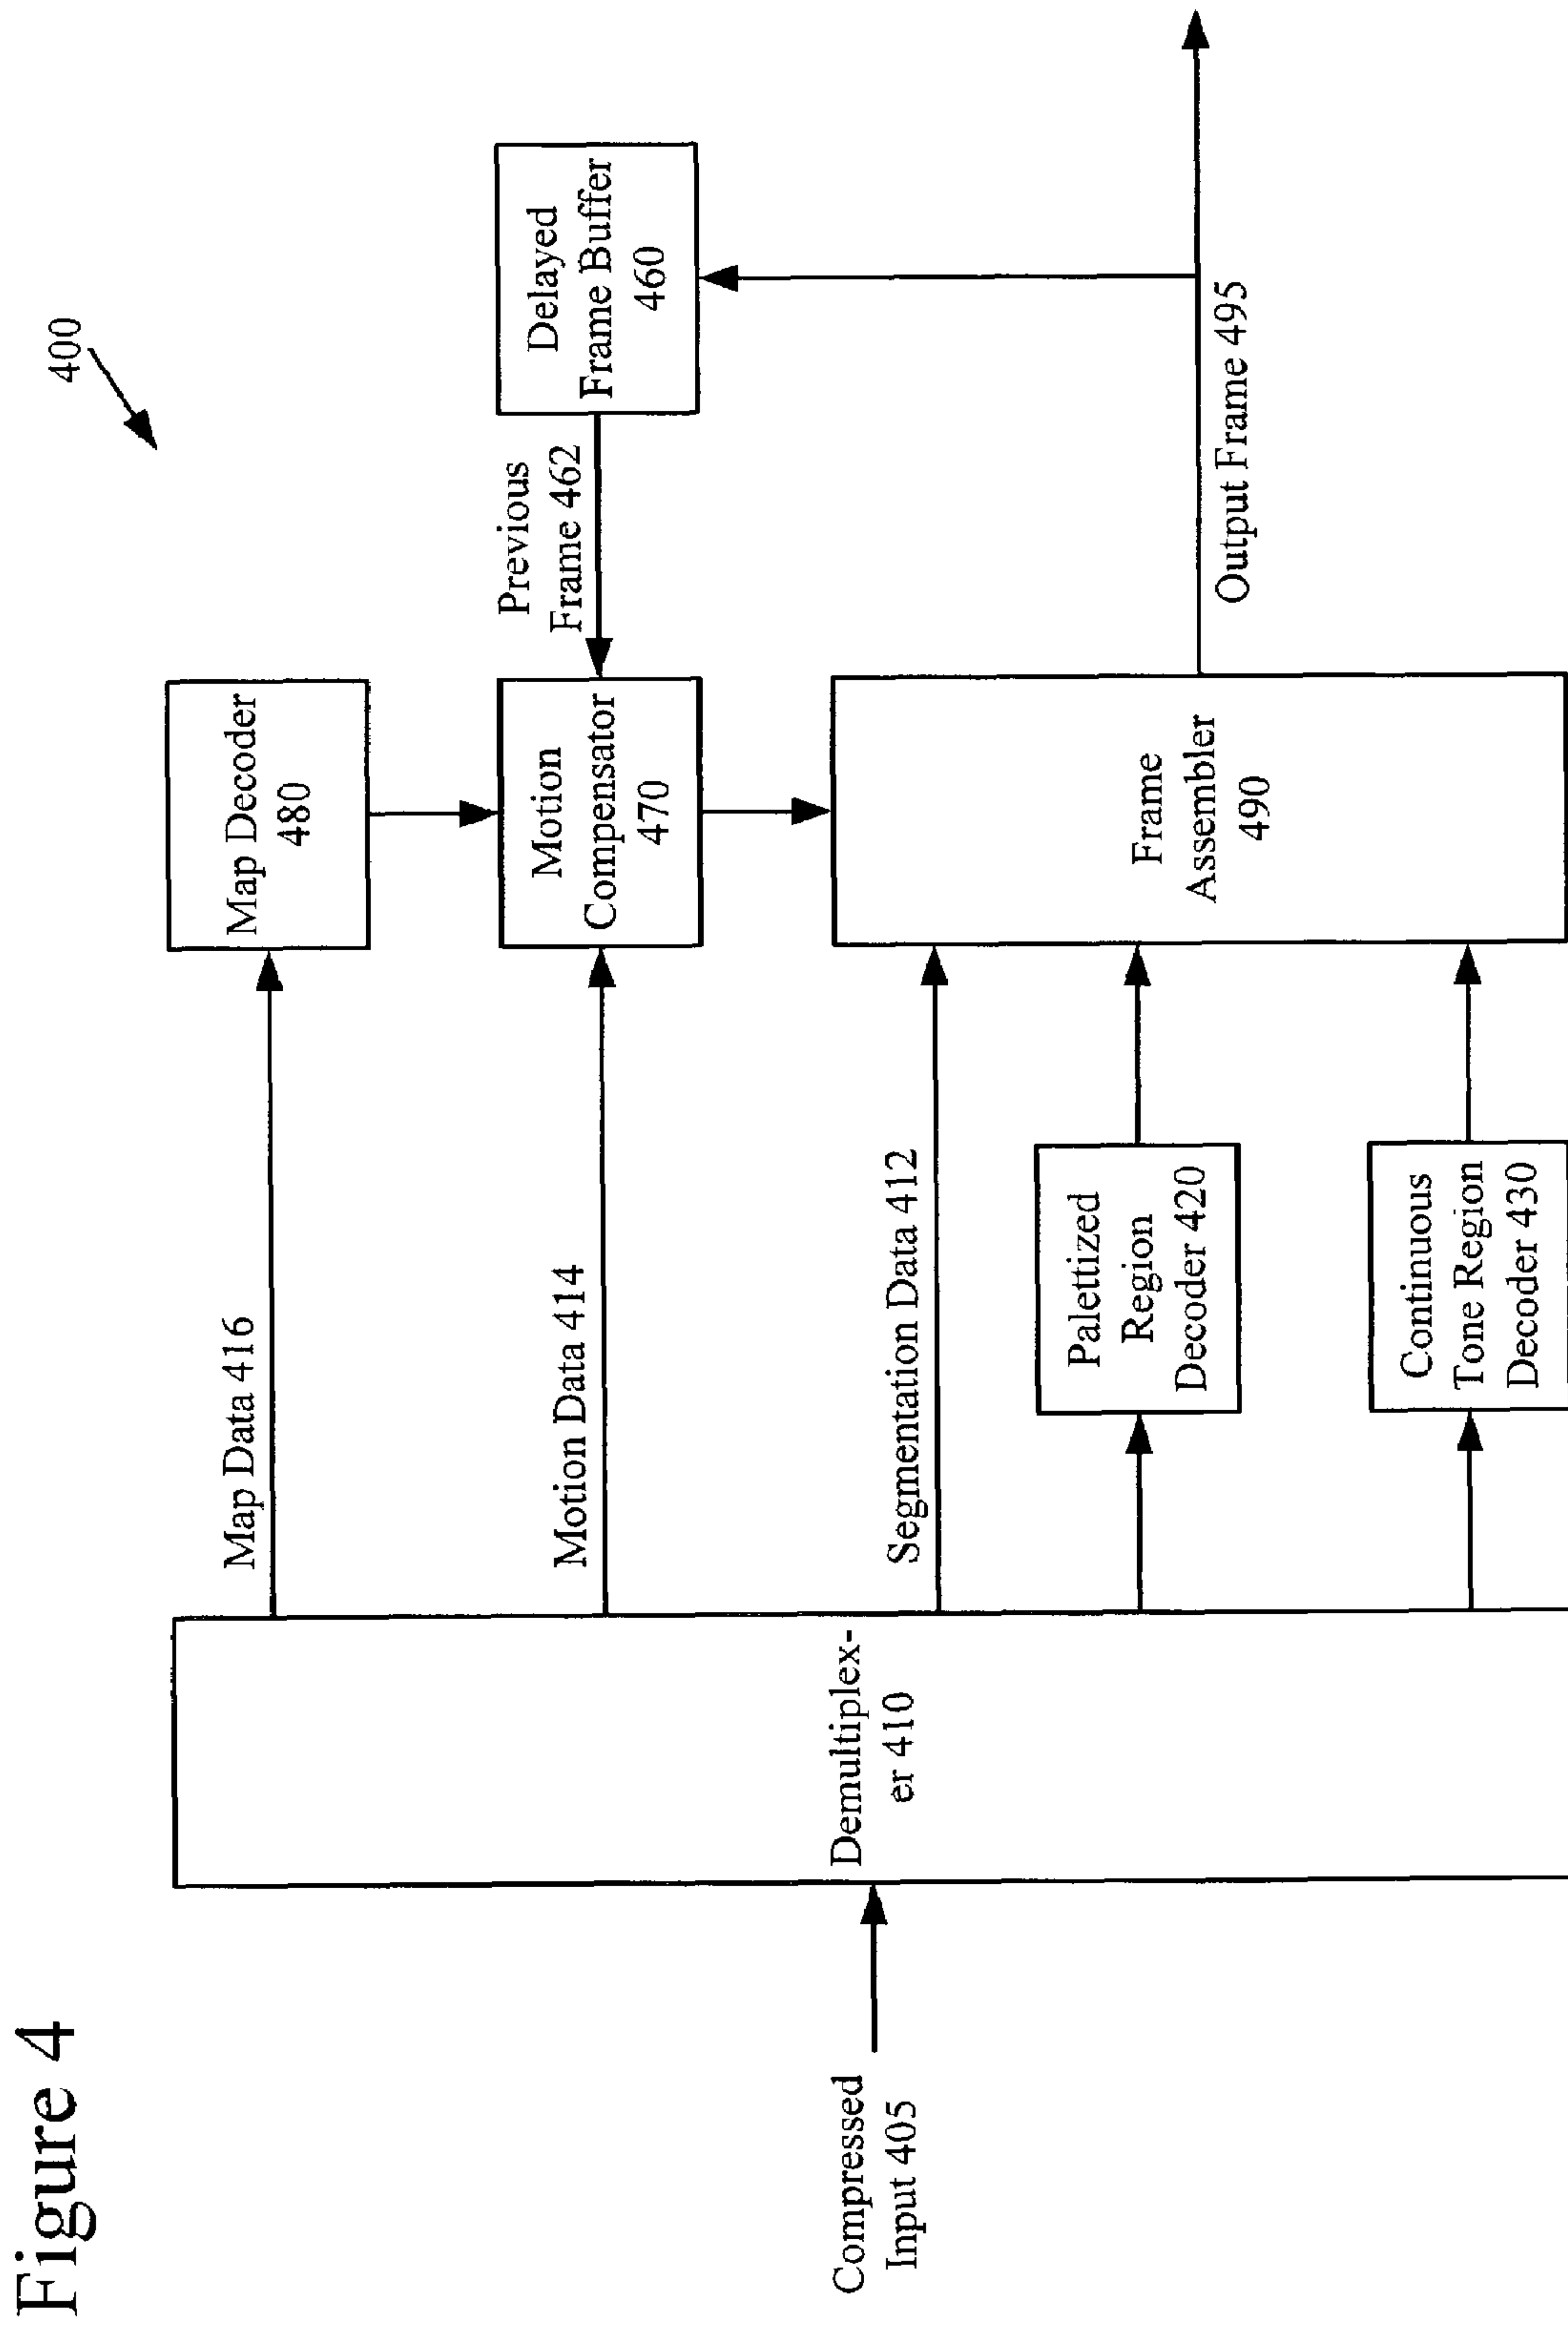 Figure 4
400
Compressed
Input 405
Demultiplex-
er 410
Map Data 416
Motion Data 414
Segmentation Data 412
Palettized
Region
Decoder 420
Continuous
Tone Region
Decoder 430
Map Decoder
480
Motion
Compensator
470
Frame
Assembler
490
Previous
Frame 462
Delayed
Frame Buffer
460
Output Frame 495